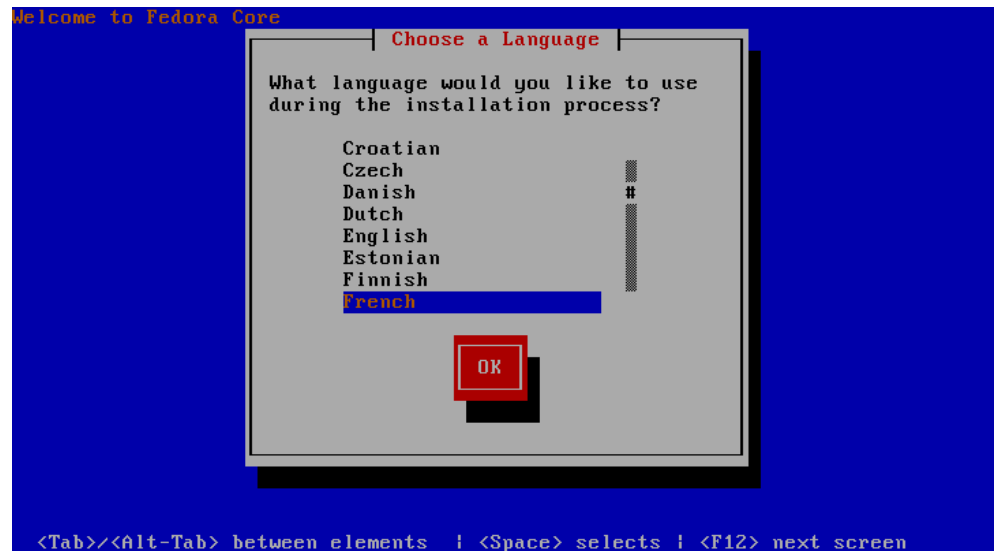 Welcome to Fedora Core
Choose a Language
What language would you like to use
during the installation process?
Croatian
Czech
Danish
#
Dutch
English
Estonian
Finnish
French
OK
<Tab>/<Alt-Tab> between elements | <Space> selects | <F12> next screen